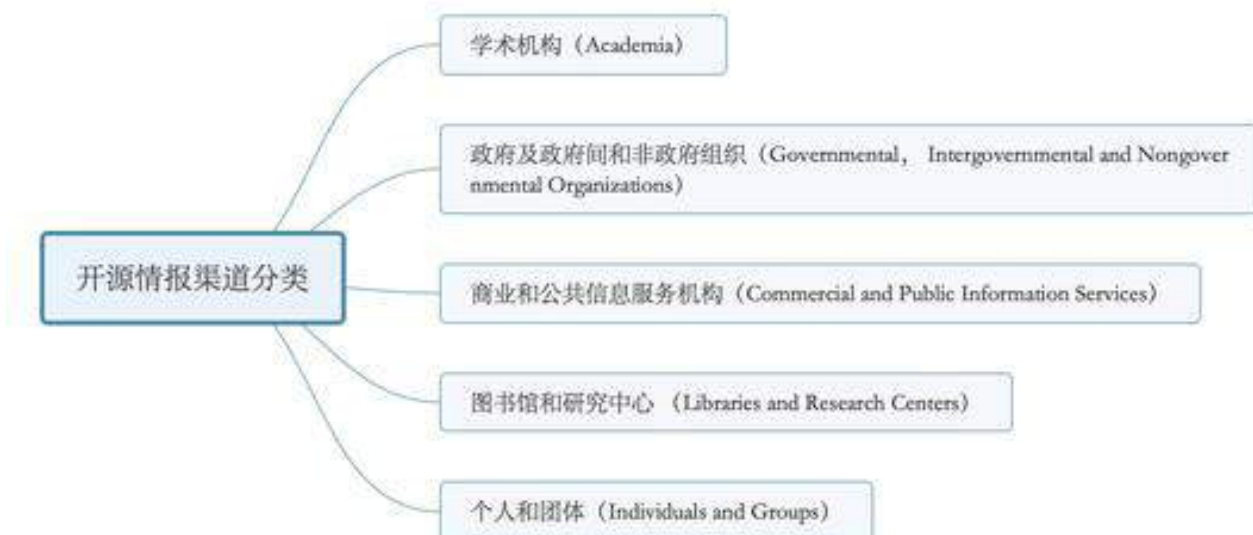 学术机构（Academia）
政府及政府间和非政府组织（Governmental， Intergovernmental and Nongover
nmental Organizations）
开源情报渠道分类
商业和公共信息服务机构（Commercial and Public Information Services）
图书馆和研究中心 （Libraries and Research Centers）
个人和团体（Individuals and Groups）